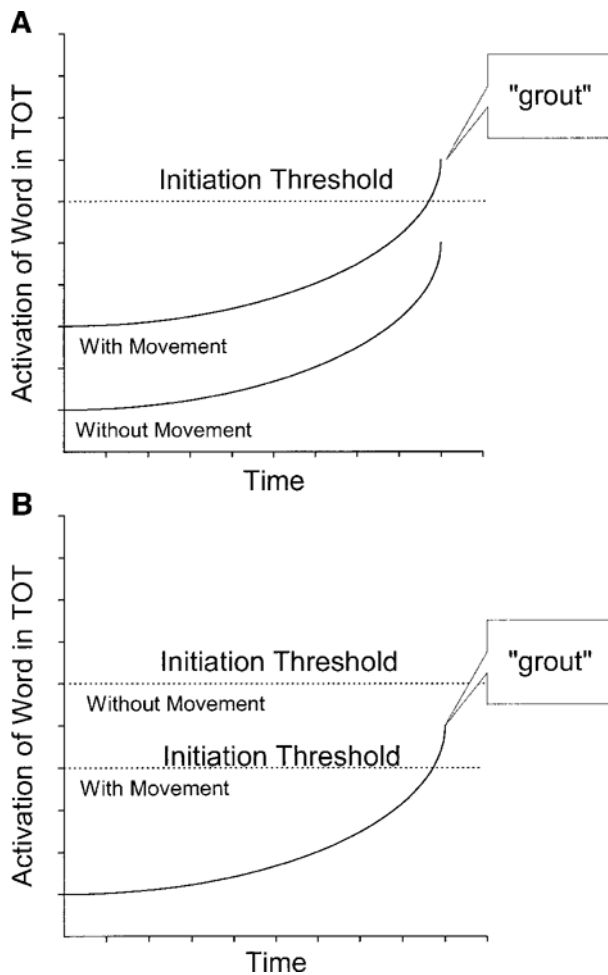 A
Activation of Word in TOT
"grout"
Initiation Threshold
With Movement
Without Movement
Time
B
Activation of Word in TOT
Initiation Threshold
"grout"
Without Movement
Initiation Threshold
With Movement
Time